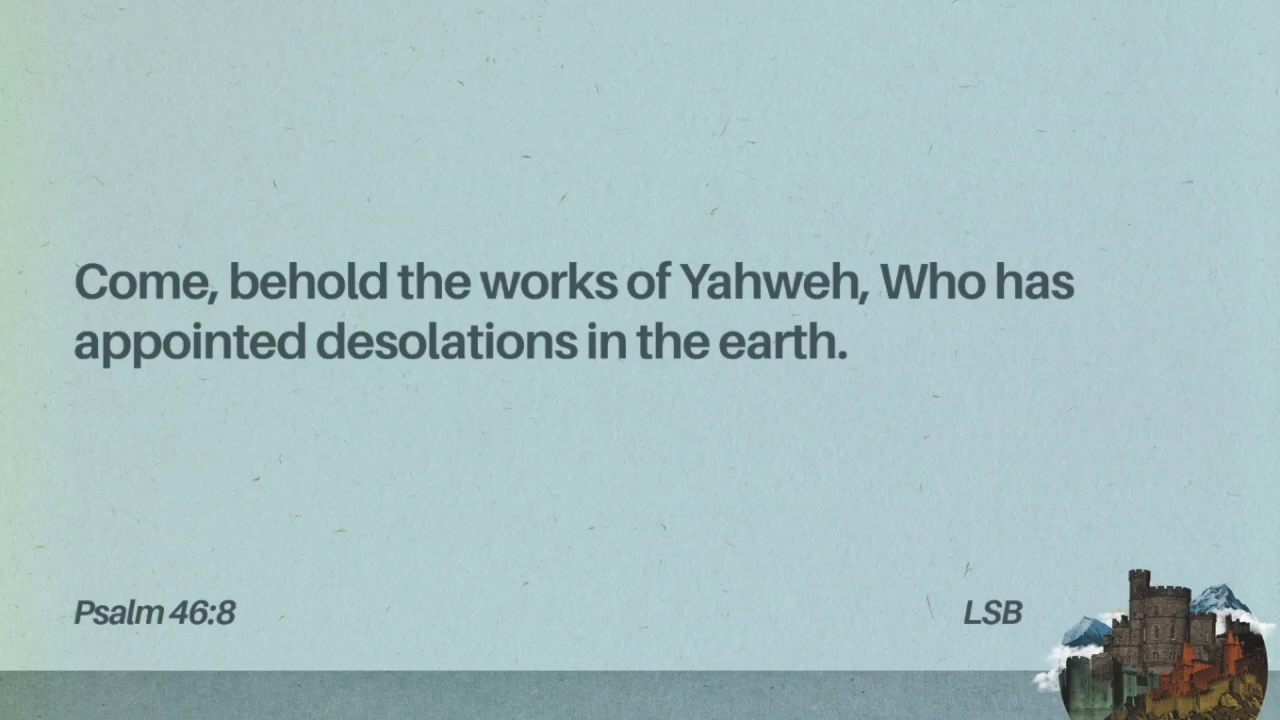 Come, behold the works of Yahweh, Who has
appointed desolations in the earth.
Psalm 46:8
LSB